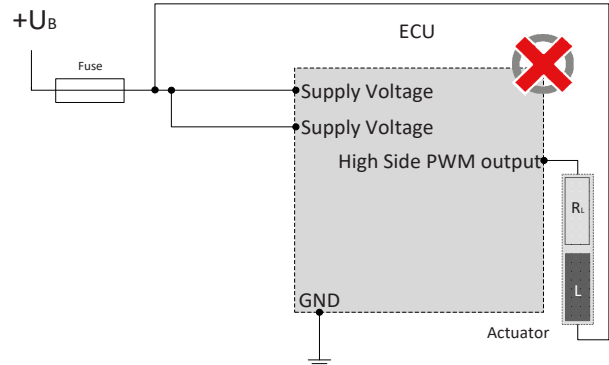 +UB
ECU
Fuse
Supply Voltage
Supply Voltage
High Side PWM output
RL
L
GND
Actuator